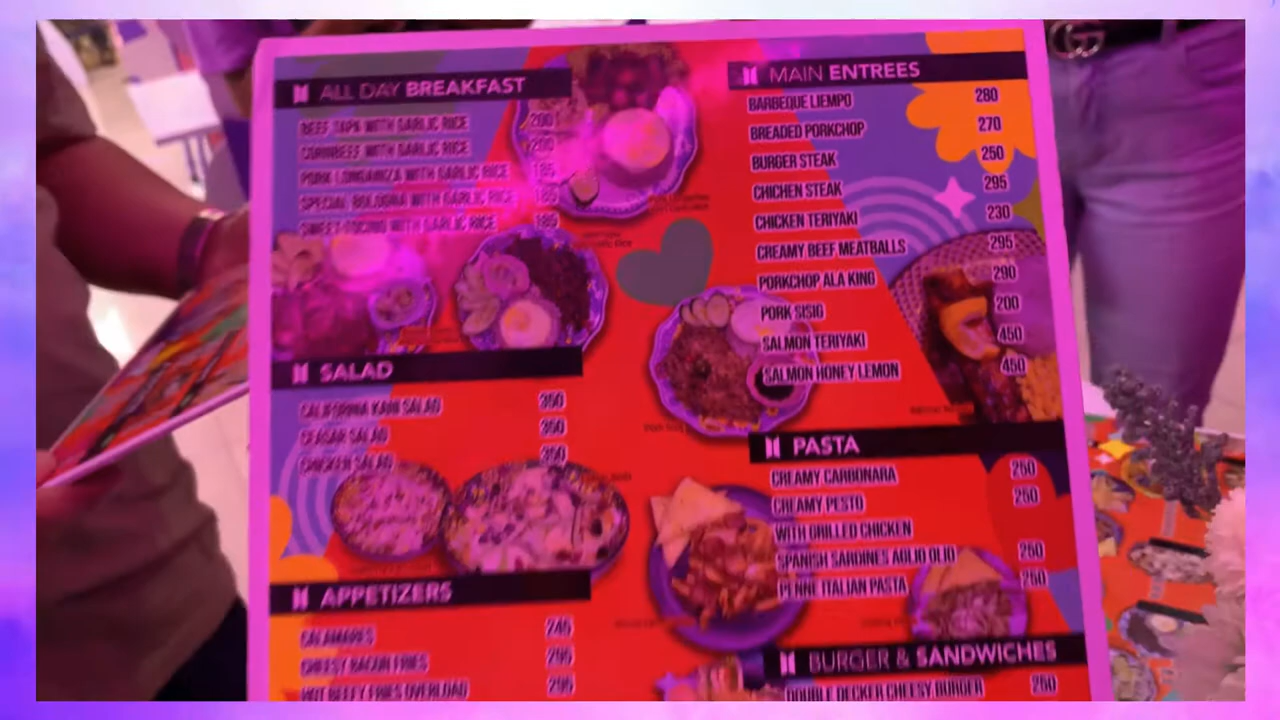 ALL DAY BREAKFAST
BEEF TAPA WITH GARLIC RICE 200
CORNBEEF WITH GARLIC RICE 200
PORK LONGANIZA WITH GARLIC RICE 185
SPECIAL BOLOGNA WITH GARLIC RICE 185
SWEET TOCINO WITH GARLIC RICE 185
SALAD
CALIFORNIA KANI SALAD 350
CEASAR SALAD 350
CHICKEN SALAD 350
APPETIZERS
CALAMARES 245
CHEESY BACON FRIES 295
HOT BEEFY FRIES OVERLOAD 295
MAIN ENTREES
BARBEQUE LIEMPO 280
BREADED PORKCHOP 270
BURGER STEAK 250
CHICHEN STEAK 295
CHICKEN TERIYAKI 230
CREAMY BEEF MEATBALLS 295
PORKCHOP ALA KING 290
PORK SISIG 200
SALMON TERIYAKI 450
SALMON HONEY LEMON 450
PASTA
CREAMY CARBONARA 250
CREAMY PESTO 250
WITH GRILLED CHICKEN
SPANISH SARDINES AGLIO OLIO 250
PENNE ITALIAN PASTA 250
BURGER & SANDWICHES
DOUBLE DECKER CHEESY BURGER 250